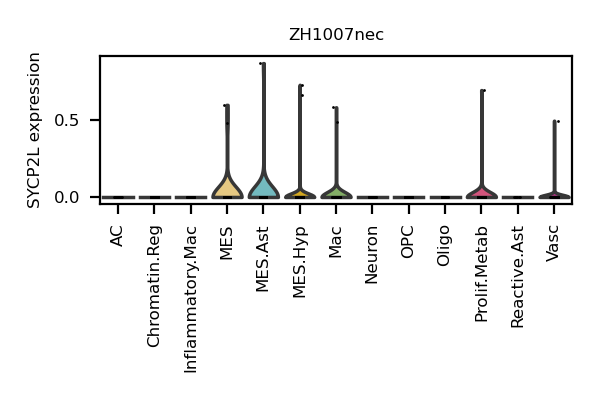 ZH1007nec
SYCP2L expression
0.5
0.0
AC
Chromatin.Reg
Inflammatory.Mac
MES
MES.Ast
MES.Hyp
Mac
Neuron
OPC
Oligo
Prolif.Metab
Reactive.Ast
Vasc